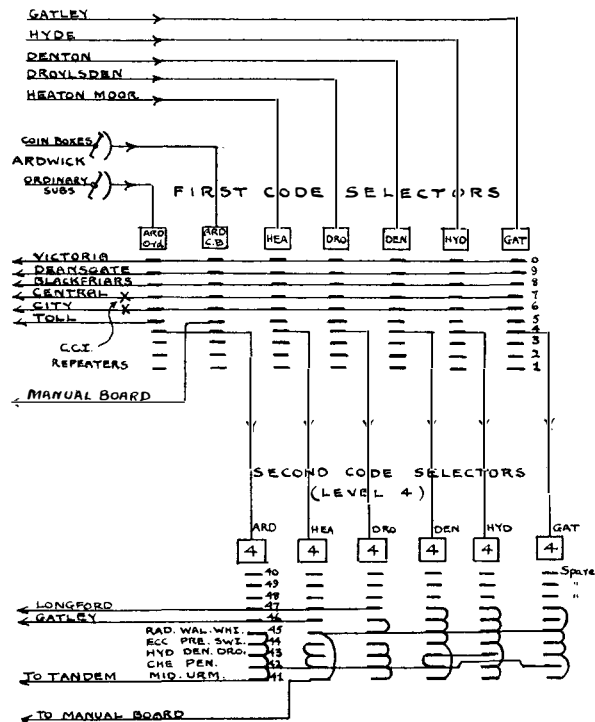 GATLEY
HYDE
DENTON
DROYLSDEN
HEATON MOOR
COIN BOXES
ARDWICK
ORDINARY
SUBS
FIRST CODE SELECTORS
ARD ORD. ARD C.B HEA DRO DEN HYD GAT
VICTORIA 0
DEANSGATE 9
BLACKFRIARS 8
CENTRAL X 7
CITY X 6
TOLL 5
4
C.C.I. 3
REPEATERS 2
1
MANUAL BOARD
SECOND CODE SELECTORS
(LEVEL 4)
ARD HEA DRO DEN HYD GAT
4 4 4 4 4 4
40 Spare
49 "
48 "
LONGFORD 47
GATLEY 46
RAD. WAL. WHI. 45
ECC PRE. SWI. 44
HYD DEN. DRO. 43
CHE PEN. 42
TO TANDEM MID. URM. 41
TO MANUAL BOARD